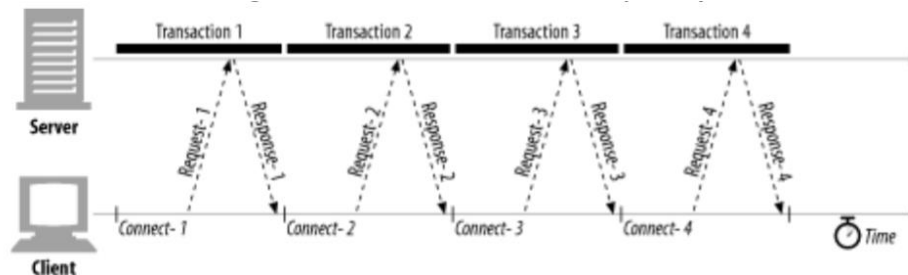 Transaction 1 Transaction 2 Transaction 3 Transaction 4
Server
Request- 1 Response- 1 Request- 2 Response- 2 Request- 3 Response- 3 Request- 4 Response- 4
Connect- 1 Connect- 2 Connect- 3 Connect- 4 Time
Client